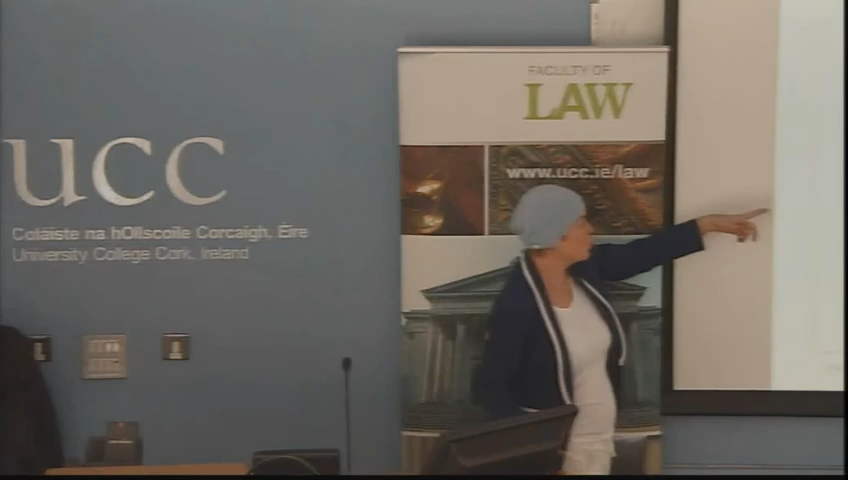 ucc
Coláiste na hOllscoile Corcaigh, Éire
University College Cork, Ireland
FACULTY OF
LAW
www.ucc.ie/law